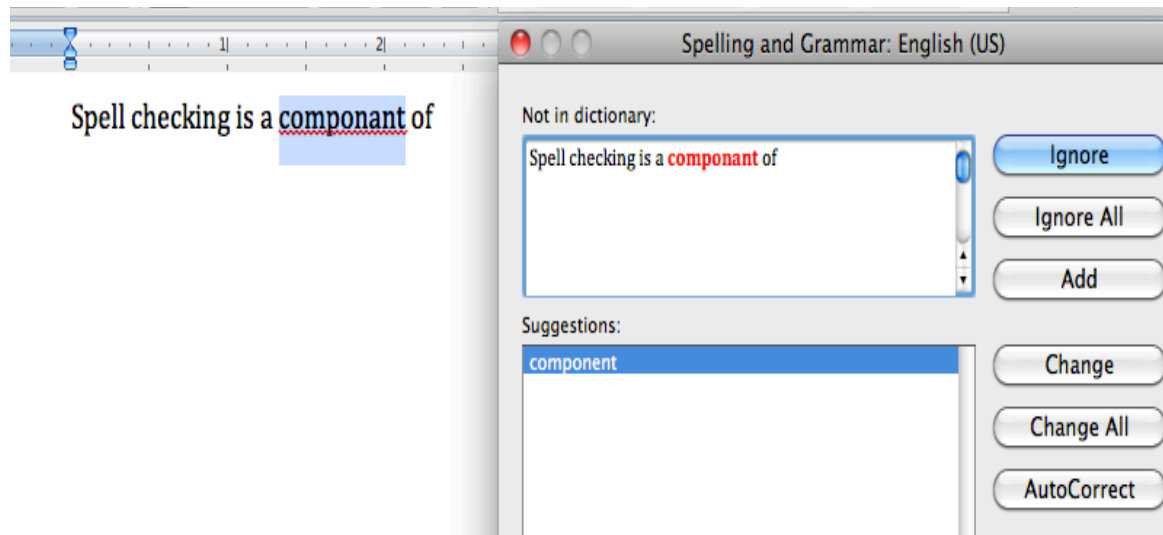 1 2
Spelling and Grammar: English (US)
Spell checking is a componant of
Not in dictionary:
Spell checking is a componant of
Ignore
Ignore All
Add
Suggestions:
component
Change
Change All
AutoCorrect